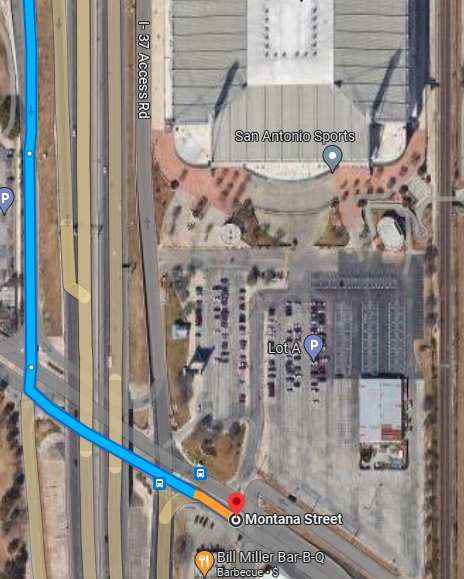 I- 37 Access Rd
San Antonio Sports
P
Lot A P
Montana Street
Bill Miller Bar-B-Q
Barbecue · $